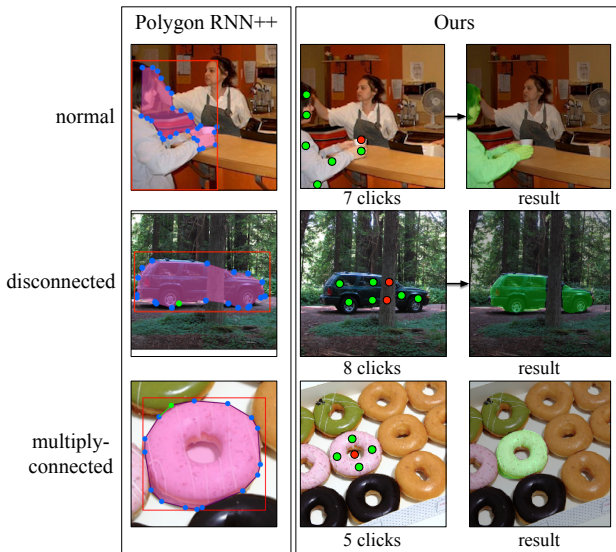 Polygon RNN++
Ours
normal
7 clicks
result
disconnected
8 clicks
result
multiply-
connected
5 clicks
result